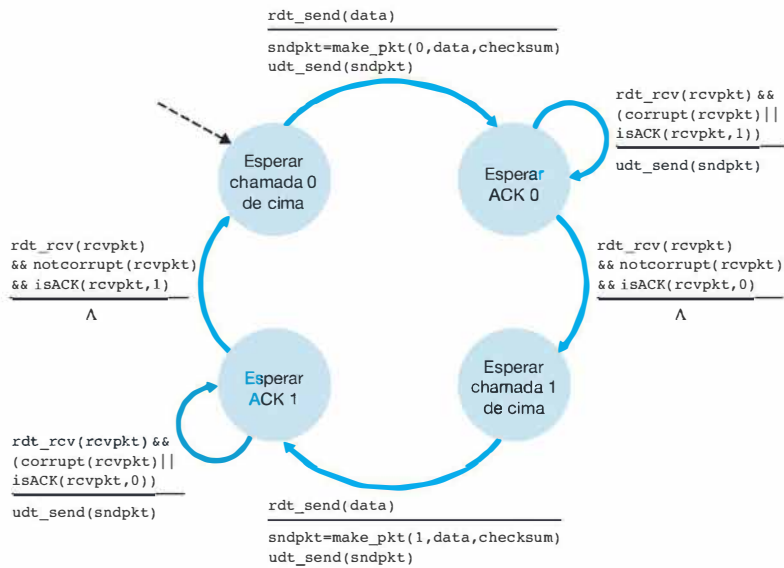 rdt_send(data)
sndpkt=make_pkt(0,data,checksum)
udt_send(sndpkt)
rdt_rcv(rcvpkt) &&
(corrupt(rcvpkt)||
isACK(rcvpkt,1))
udt_send(sndpkt)
Esperar
chamada 0
de cima
Esperar
ACK 0
rdt_rcv(rcvpkt)
&& notcorrupt(rcvpkt)
&& isACK(rcvpkt,1)
Λ
rdt_rcv(rcvpkt)
&& notcorrupt(rcvpkt)
&& isACK(rcvpkt,0)
Λ
Esperar
ACK 1
Esperar
chamada 1
de cima
rdt_rcv(rcvpkt) &&
(corrupt(rcvpkt)||
isACK(rcvpkt,0))
udt_send(sndpkt)
rdt_send(data)
sndpkt=make_pkt(1,data,checksum)
udt_send(sndpkt)